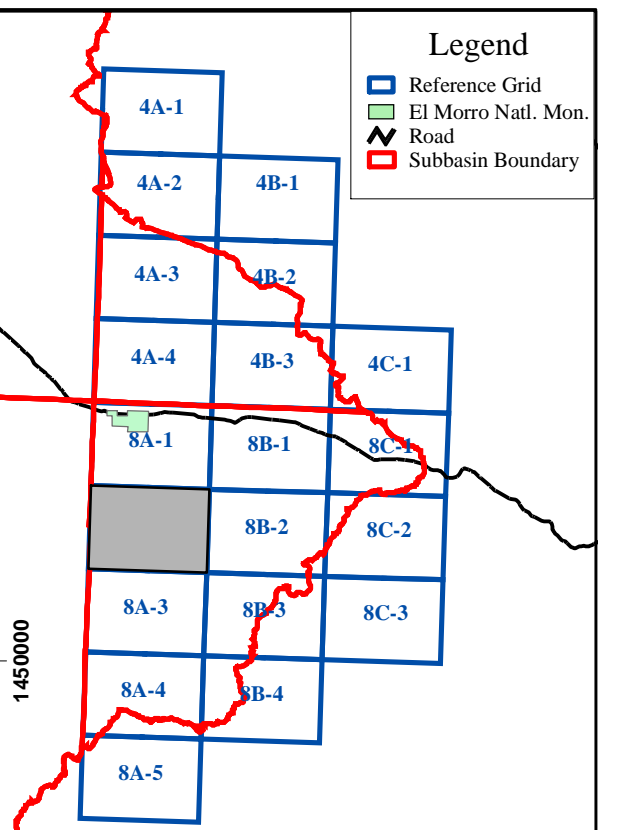 Legend
Reference Grid
El Morro Natl. Mon.
Road
Subbasin Boundary
4A-1
4A-2
4B-1
4A-3
4B-2
4A-4
4B-3
4C-1
8A-1
8B-1
8C-1
8B-2
8C-2
8A-3
8B-3
8C-3
8A-4
8B-4
8A-5
1450000